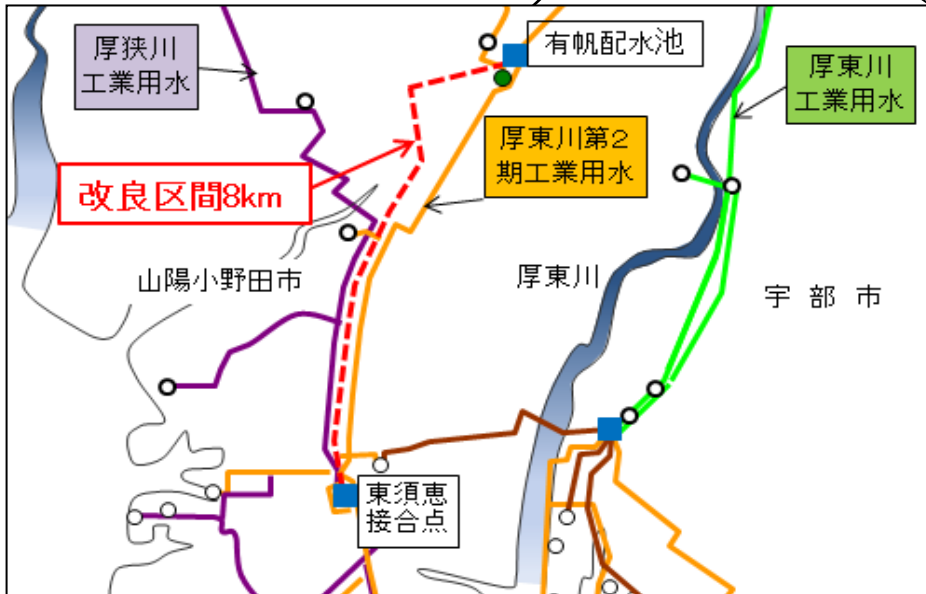 厚狭川
工業用水
有帆配水池
厚東川
工業用水
厚東川第2
期工業用水
改良区間8km
山陽小野田市
厚東川
宇部市
東須恵
接合点